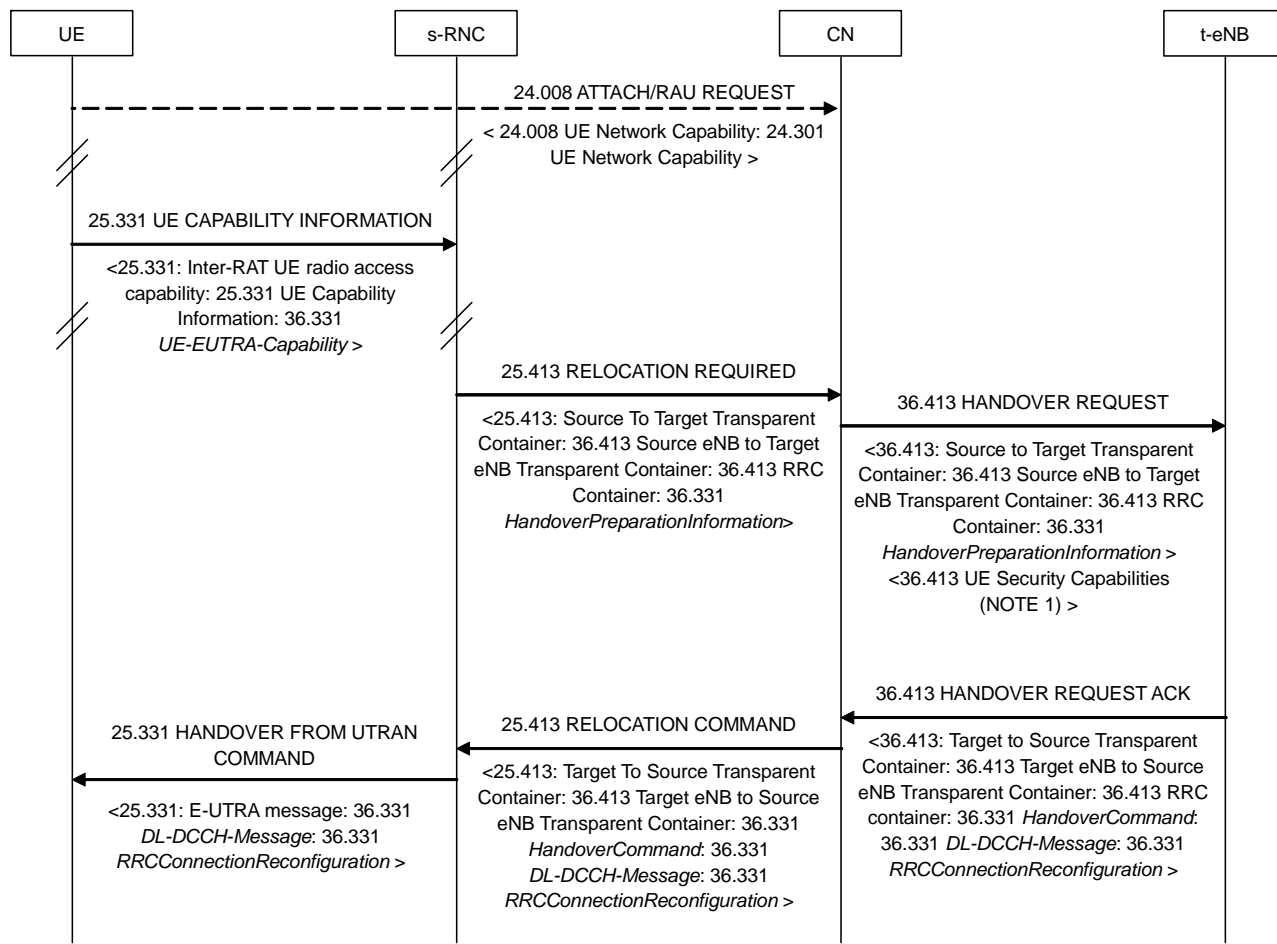 UE
s-RNC
CN
t-eNB
24.008 ATTACH/RAU REQUEST
< 24.008 UE Network Capability: 24.301
UE Network Capability >
25.331 UE CAPABILITY INFORMATION
<25.331: Inter-RAT UE radio access
capability: 25.331 UE Capability
Information: 36.331
UE-EUTRA-Capability >
25.413 RELOCATION REQUIRED
<25.413: Source To Target Transparent
Container: 36.413 Source eNB to Target
eNB Transparent Container: 36.413 RRC
Container: 36.331
HandoverPreparationInformation>
36.413 HANDOVER REQUEST
<36.413: Source to Target Transparent
Container: 36.413 Source eNB to Target
eNB Transparent Container: 36.413 RRC
Container: 36.331
HandoverPreparationInformation >
<36.413 UE Security Capabilities
(NOTE 1) >
36.413 HANDOVER REQUEST ACK
<36.413: Target to Source Transparent
Container: 36.413 Target eNB to Source
eNB Transparent Container: 36.413 RRC
container: 36.331 HandoverCommand:
36.331 DL-DCCH-Message: 36.331
RRCConnectionReconfiguration >
25.413 RELOCATION COMMAND
<25.413: Target To Source Transparent
Container: 36.413 Target eNB to Source
eNB Transparent Container: 36.331
HandoverCommand: 36.331
DL-DCCH-Message: 36.331
RRCConnectionReconfiguration >
25.331 HANDOVER FROM UTRAN
COMMAND
<25.331: E-UTRA message: 36.331
DL-DCCH-Message: 36.331
RRCConnectionReconfiguration >